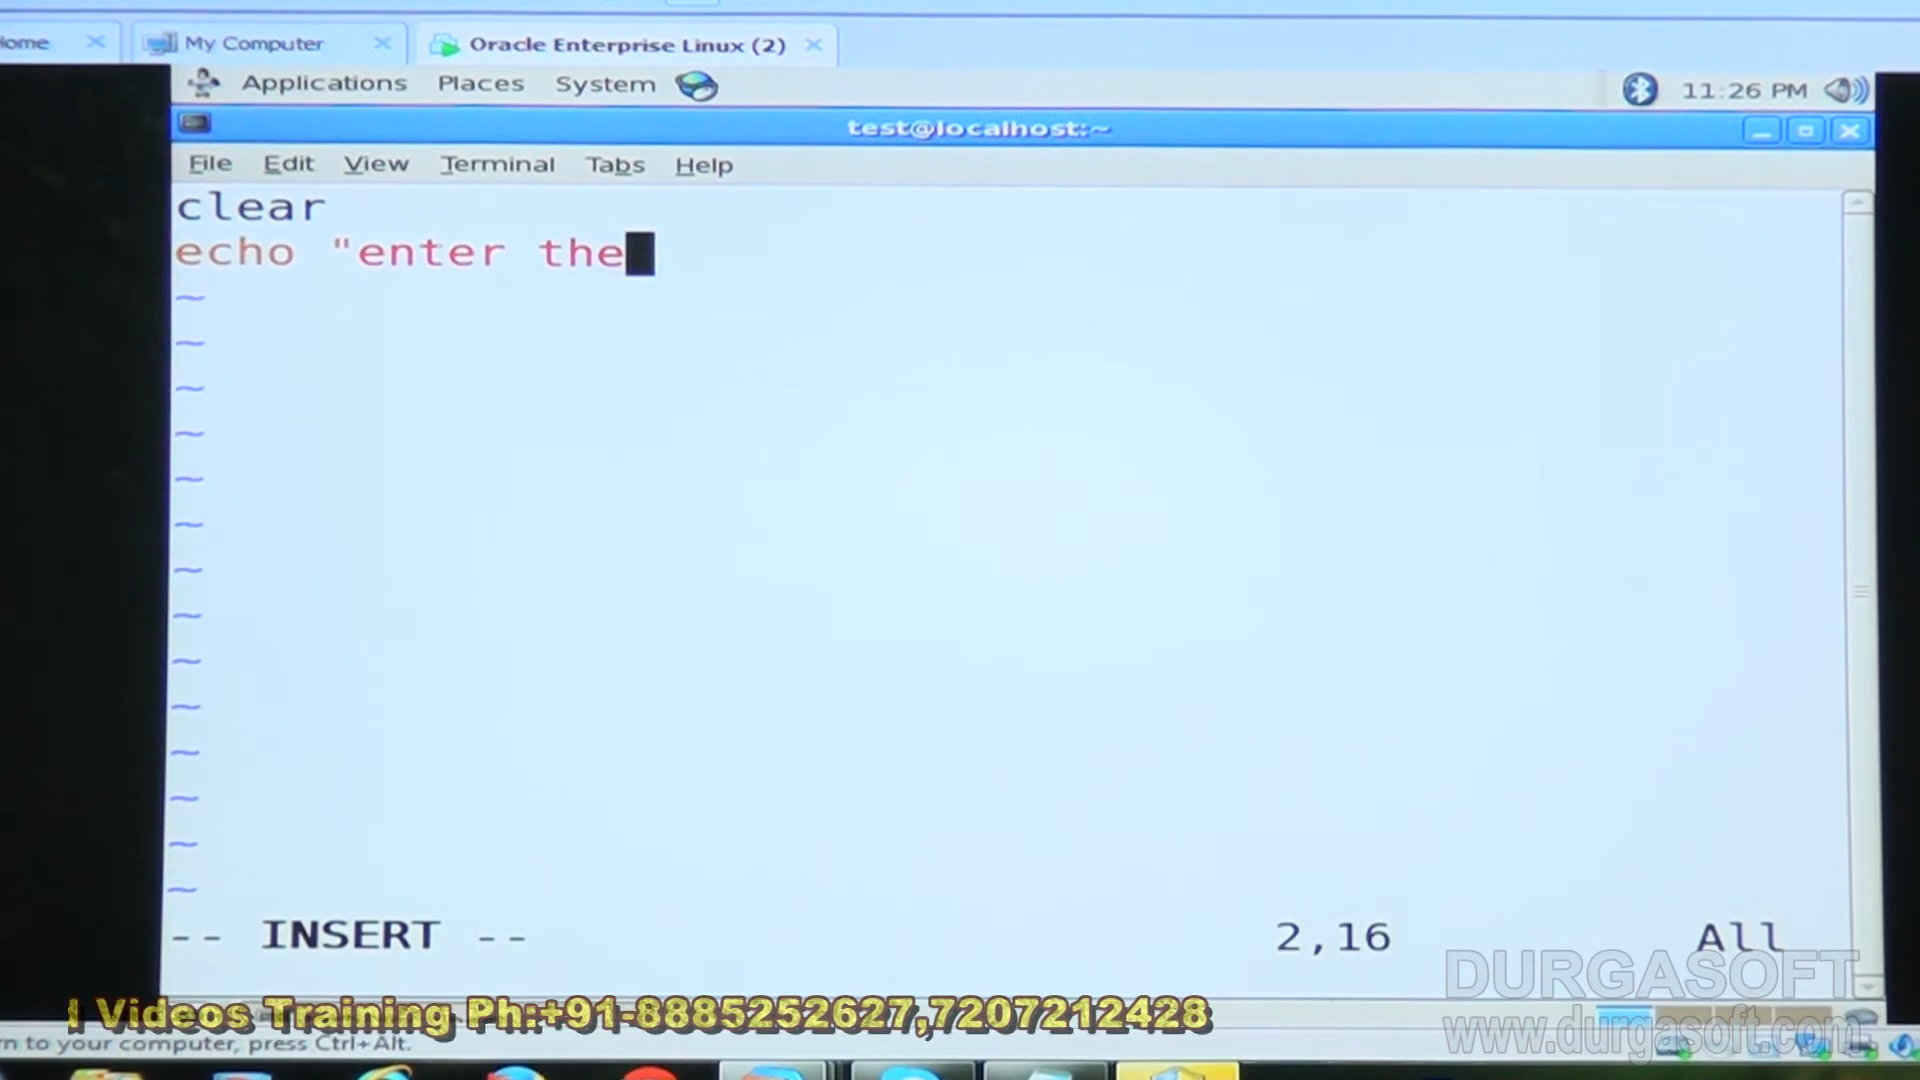 ome
My Computer
Oracle Enterprise Linux (2)
Applications Places System
11:26 PM
test@localhost:~
File Edit View Terminal Tabs Help
clear
echo "enter the
~
~
~
~
~
~
~
~
~
~
~
~
~
~
-- INSERT -- 2,16 All
DURGASOFT
l Videos Training Ph:+91-8885252627,7207212428
www.durgasoft.com
n to your computer, press Ctrl+Alt.